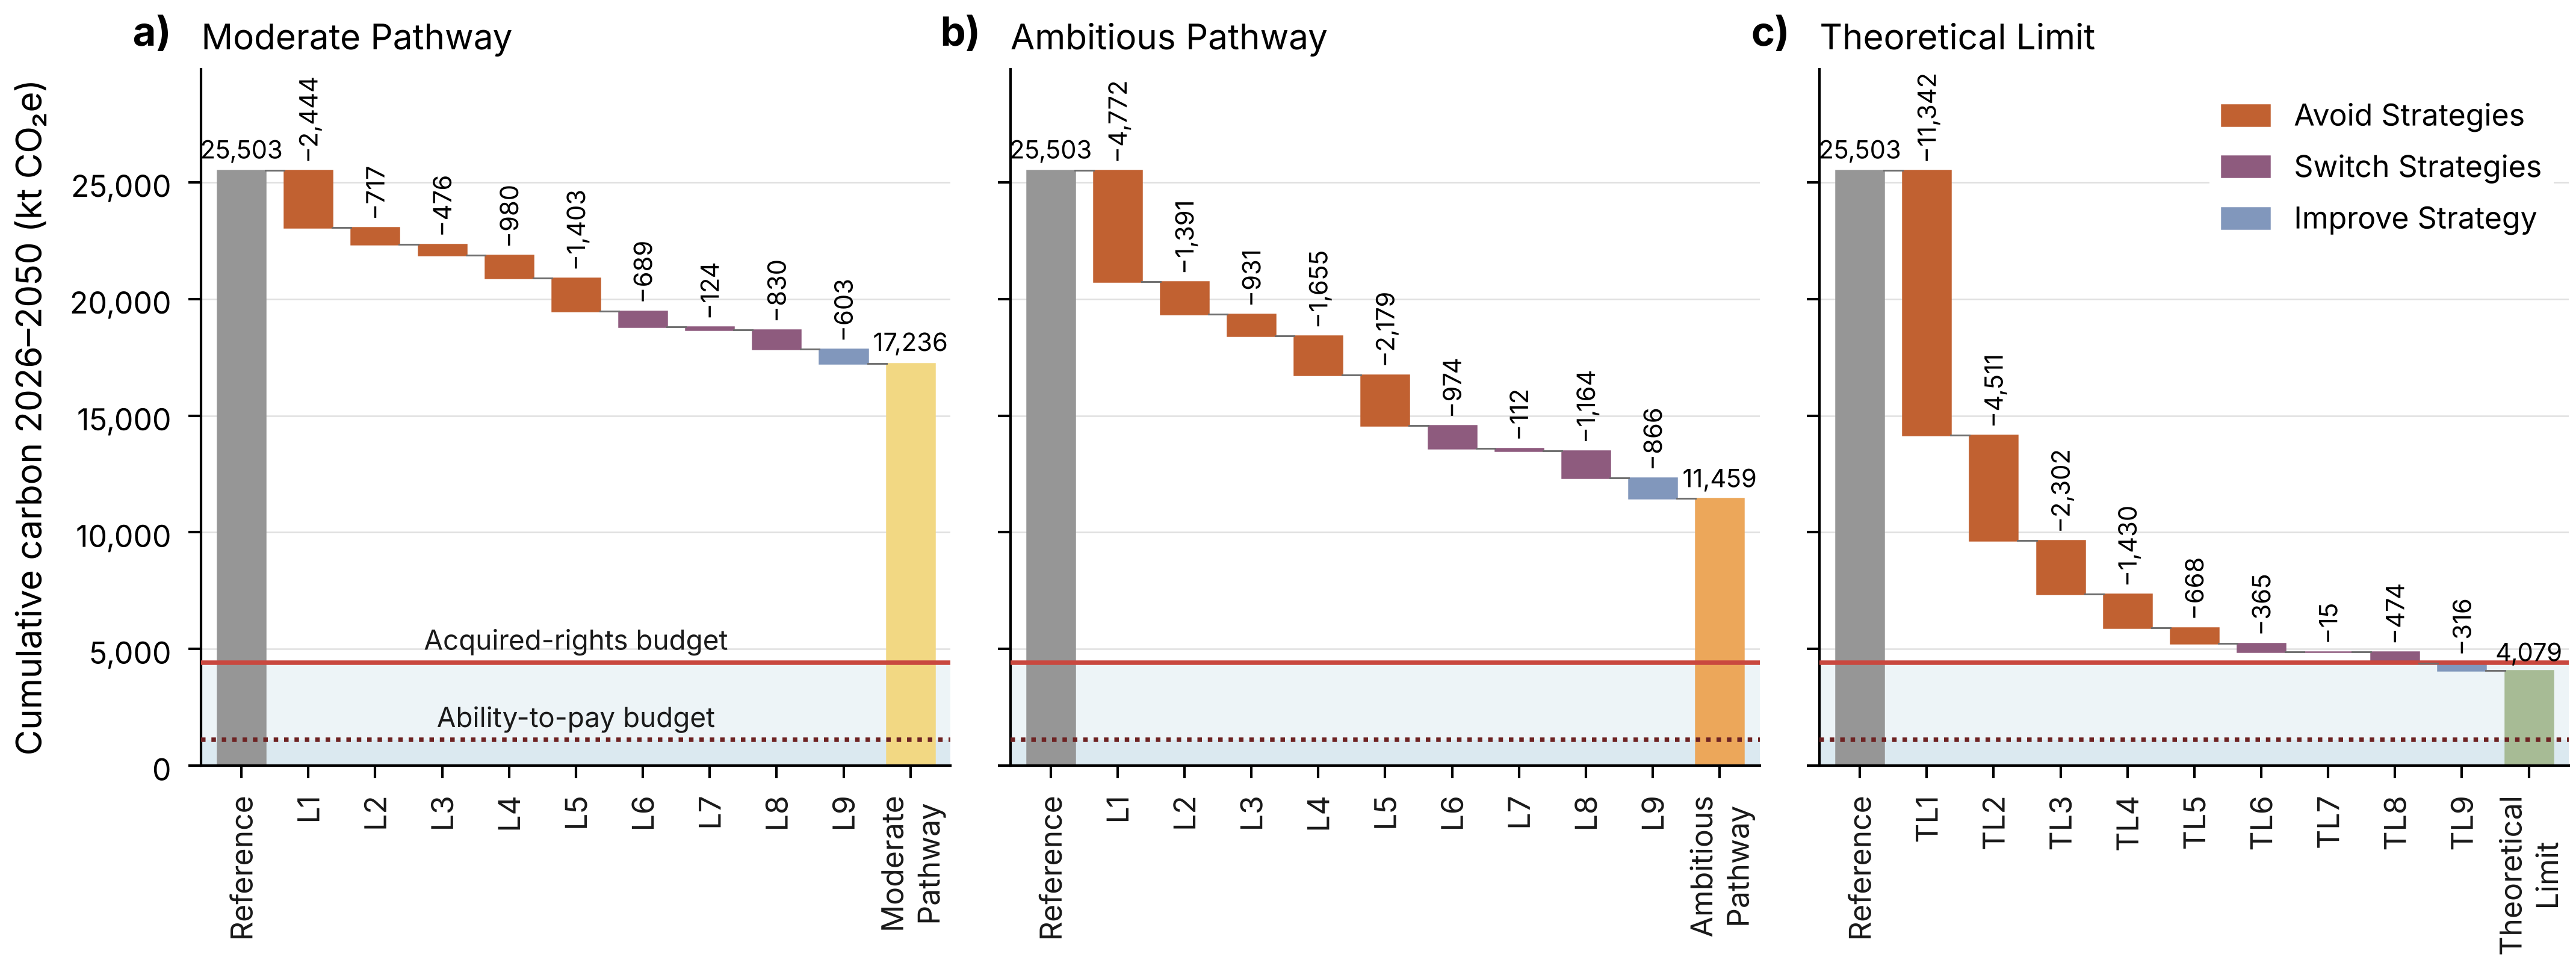 a) Moderate Pathway
Cumulative carbon 2026–2050 (kt CO₂e)
25,000
20,000
15,000
10,000
5,000
0
25,503
−2,444
−717
−476
−980
−1,403
−689
−124
−830
−603
17,236
Acquired-rights budget
Ability-to-pay budget
Reference
L1
L2
L3
L4
L5
L6
L7
L8
L9
Moderate
Pathway
b) Ambitious Pathway
25,503
−4,772
−1,391
−931
−1,655
−2,179
−974
−112
−1,164
−866
11,459
Reference
L1
L2
L3
L4
L5
L6
L7
L8
L9
Ambitious
Pathway
c) Theoretical Limit
Avoid Strategies
Switch Strategies
Improve Strategy
25,503
−11,342
−4,511
−2,302
−1,430
−668
−365
−15
−474
−316
4,079
Reference
TL1
TL2
TL3
TL4
TL5
TL6
TL7
TL8
TL9
Theoretical
Limit